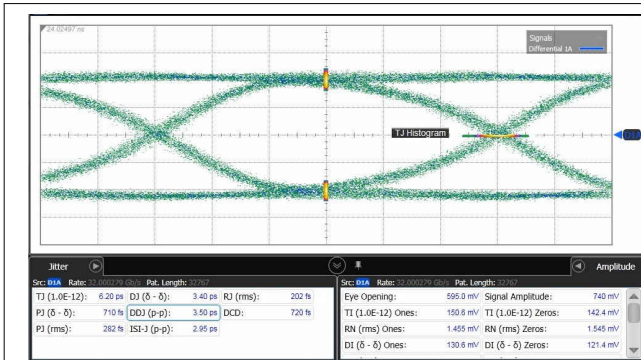 24.02497 ns
Signals
Differential 1A
TJ Histogram
D1A
Jitter
Amplitude
Src: D1A Rate: 32.000279 Gb/s Pat. Length: 32767
TJ (1.0E-12): 6.20 ps DJ (δ - δ): 3.40 ps RJ (rms): 202 fs
PJ (δ - δ): 710 fs DDJ (p-p): 3.50 ps DCD: 720 fs
PJ (rms): 282 fs ISI-J (p-p): 2.95 ps
Src: D1A Rate: 32.000279 Gb/s Pat. Length: 32767
Eye Opening: 595.0 mV Signal Amplitude: 740 mV
TI (1.0E-12) Ones: 150.6 mV TI (1.0E-12) Zeros: 142.4 mV
RN (rms) Ones: 1.465 mV RN (rms) Zeros: 1.545 mV
DI (δ - δ) Ones: 130.6 mV DI (δ - δ) Zeros: 121.4 mV